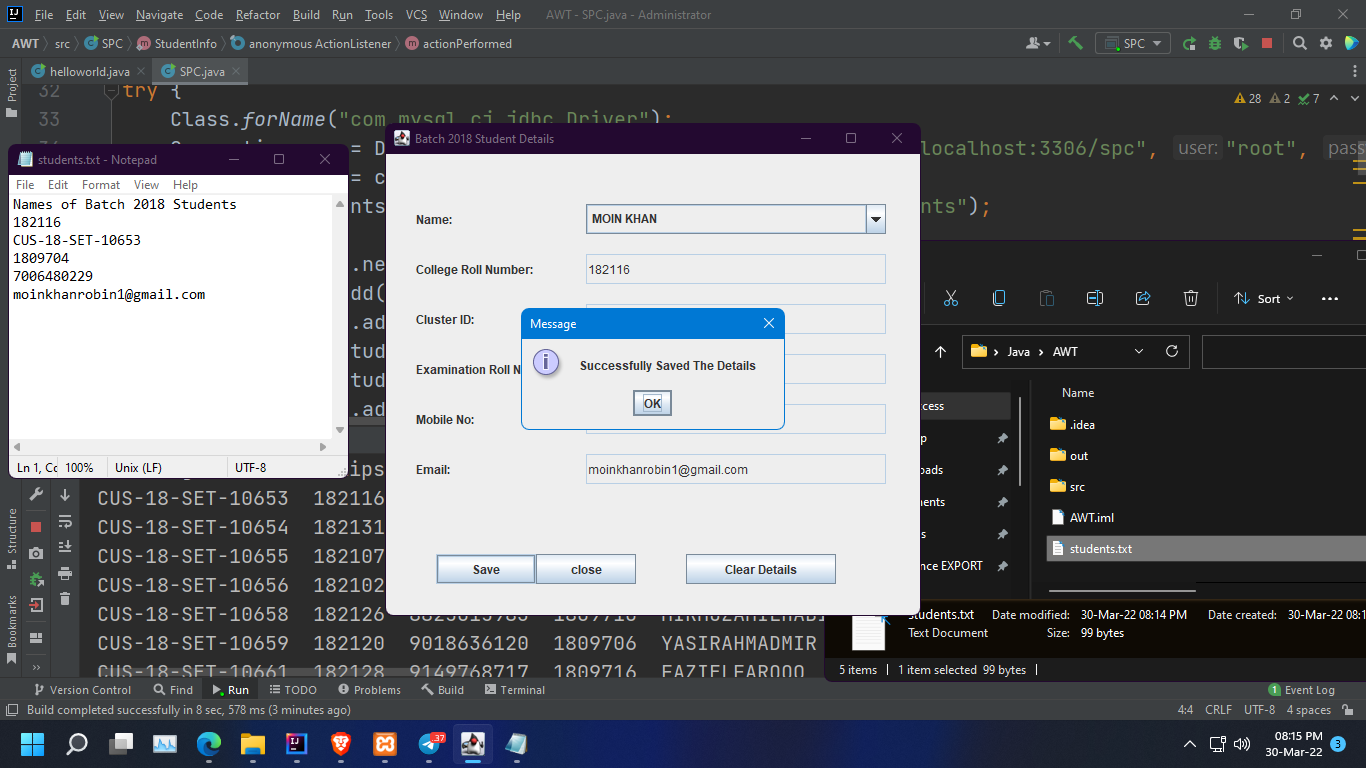 File Edit View Navigate Code Refactor Build Run Tools VCS Window Help AWT - SPC.java - Administrator
AWT src SPC StudentInfo anonymous ActionListener actionPerformed SPC
Project
helloworld.java SPC.java
32 try {
28 2 7
33 Class.forName("com.mysql.cj.jdbc.Driver");
= D localhost:3306/spc", user: "root", pass
= c
nts nts");
.ne
dd(
.ad
tud
tud
.ad
students.txt - Notepad
File Edit Format View Help
Names of Batch 2018 Students
182116
CUS-18-SET-10653
1809704
7006480229
moinkhanrobin1@gmail.com
Ln 1, Cc 100% Unix (LF) UTF-8
Batch 2018 Student Details
Name: MOIN KHAN
College Roll Number: 182116
Cluster ID:
Examination Roll N
Mobile No:
Email: moinkhanrobin1@gmail.com
Save close Clear Details
Message
Successfully Saved The Details
OK
Sort
Java AWT
Name
.idea
out
src
AWT.iml
students.txt
ccess
p
oads
ments
s
nce EXPORT
students.txt Date modified: 30-Mar-22 08:14 PM Date created: 30-Mar-22 08:1
Text Document Size: 99 bytes
5 items 1 item selected 99 bytes
ips
CUS-18-SET-10653 182116
CUS-18-SET-10654 182131
CUS-18-SET-10655 182107
CUS-18-SET-10656 182102
CUS-18-SET-10658 182126
CUS-18-SET-10659 182120 9018636120 1809706 YASIRAHMADMIR
CUS-18-SET-10661 182128 9149768717 1809716 FAZIELFAROOQ
Structure
Bookmarks
Version Control Find Run TODO Problems Build Terminal 1 Event Log
Build completed successfully in 8 sec, 578 ms (3 minutes ago) 4:4 CRLF UTF-8 4 spaces
37
08:15 PM
30-Mar-22 3